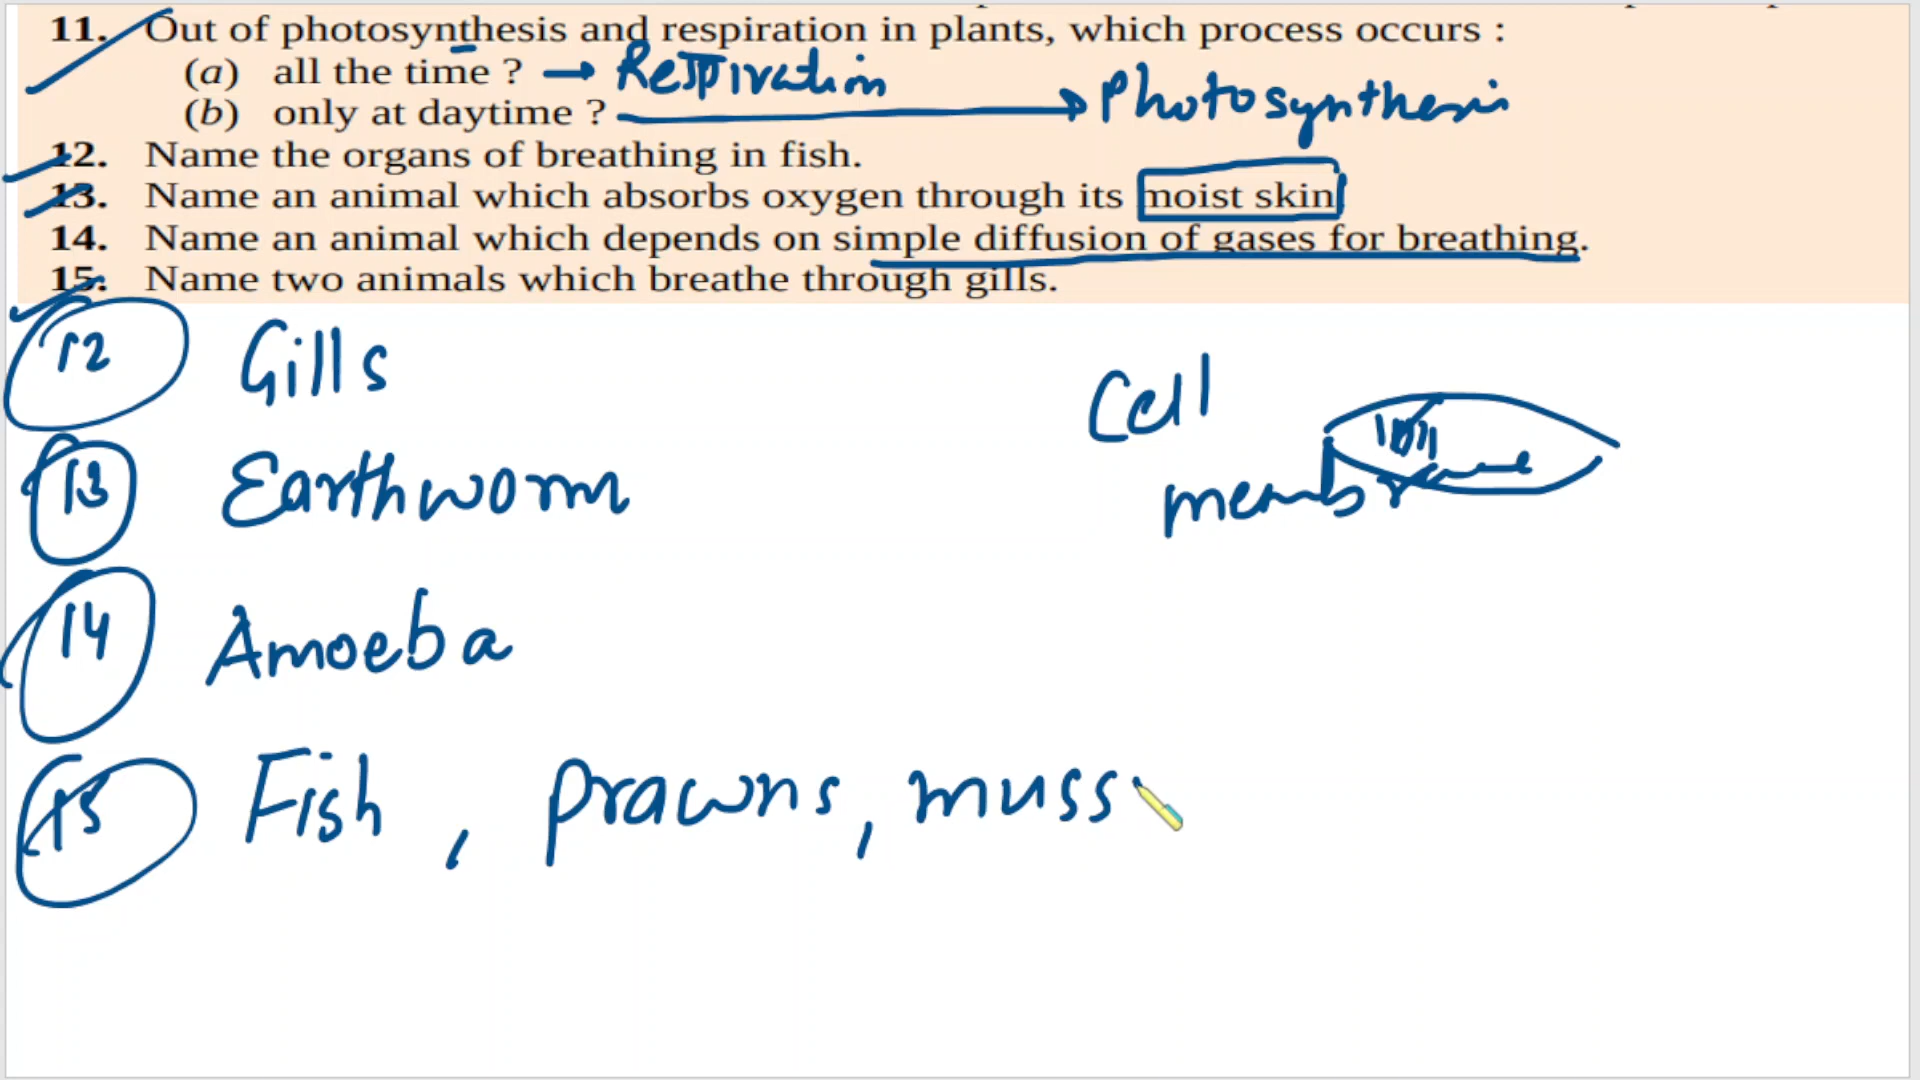 11. Out of photosynthesis and respiration in plants, which process occurs :
(a) all the time ? → Respiration
(b) only at daytime ? → Photosynthesis
12. Name the organs of breathing in fish.
13. Name an animal which absorbs oxygen through its moist skin.
14. Name an animal which depends on simple diffusion of gases for breathing.
15. Name two animals which breathe through gills.
12 Gills
Cell
membrane
13 Earthworm
14 Amoeba
15 Fish, prawns, muss